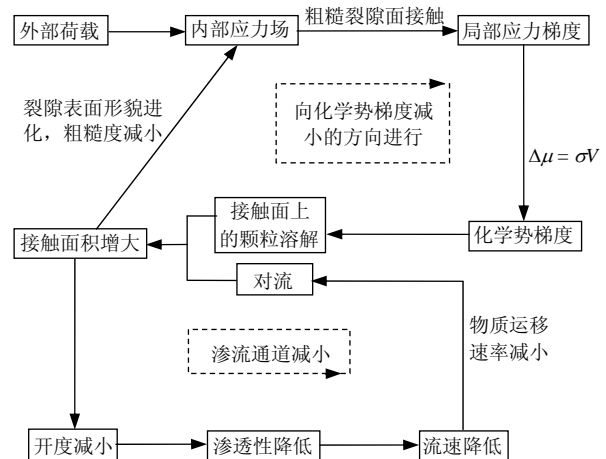 外部荷载
内部应力场
粗糙裂隙面接触
局部应力梯度
裂隙表面形貌进
化，粗糙度减小
向化学势梯度减
小的方向进行
Δμ = σV
接触面积增大
接触面上
的颗粒溶解
化学势梯度
对流
物质运移
速率减小
渗流通道减小
开度减小
渗透性降低
流速降低